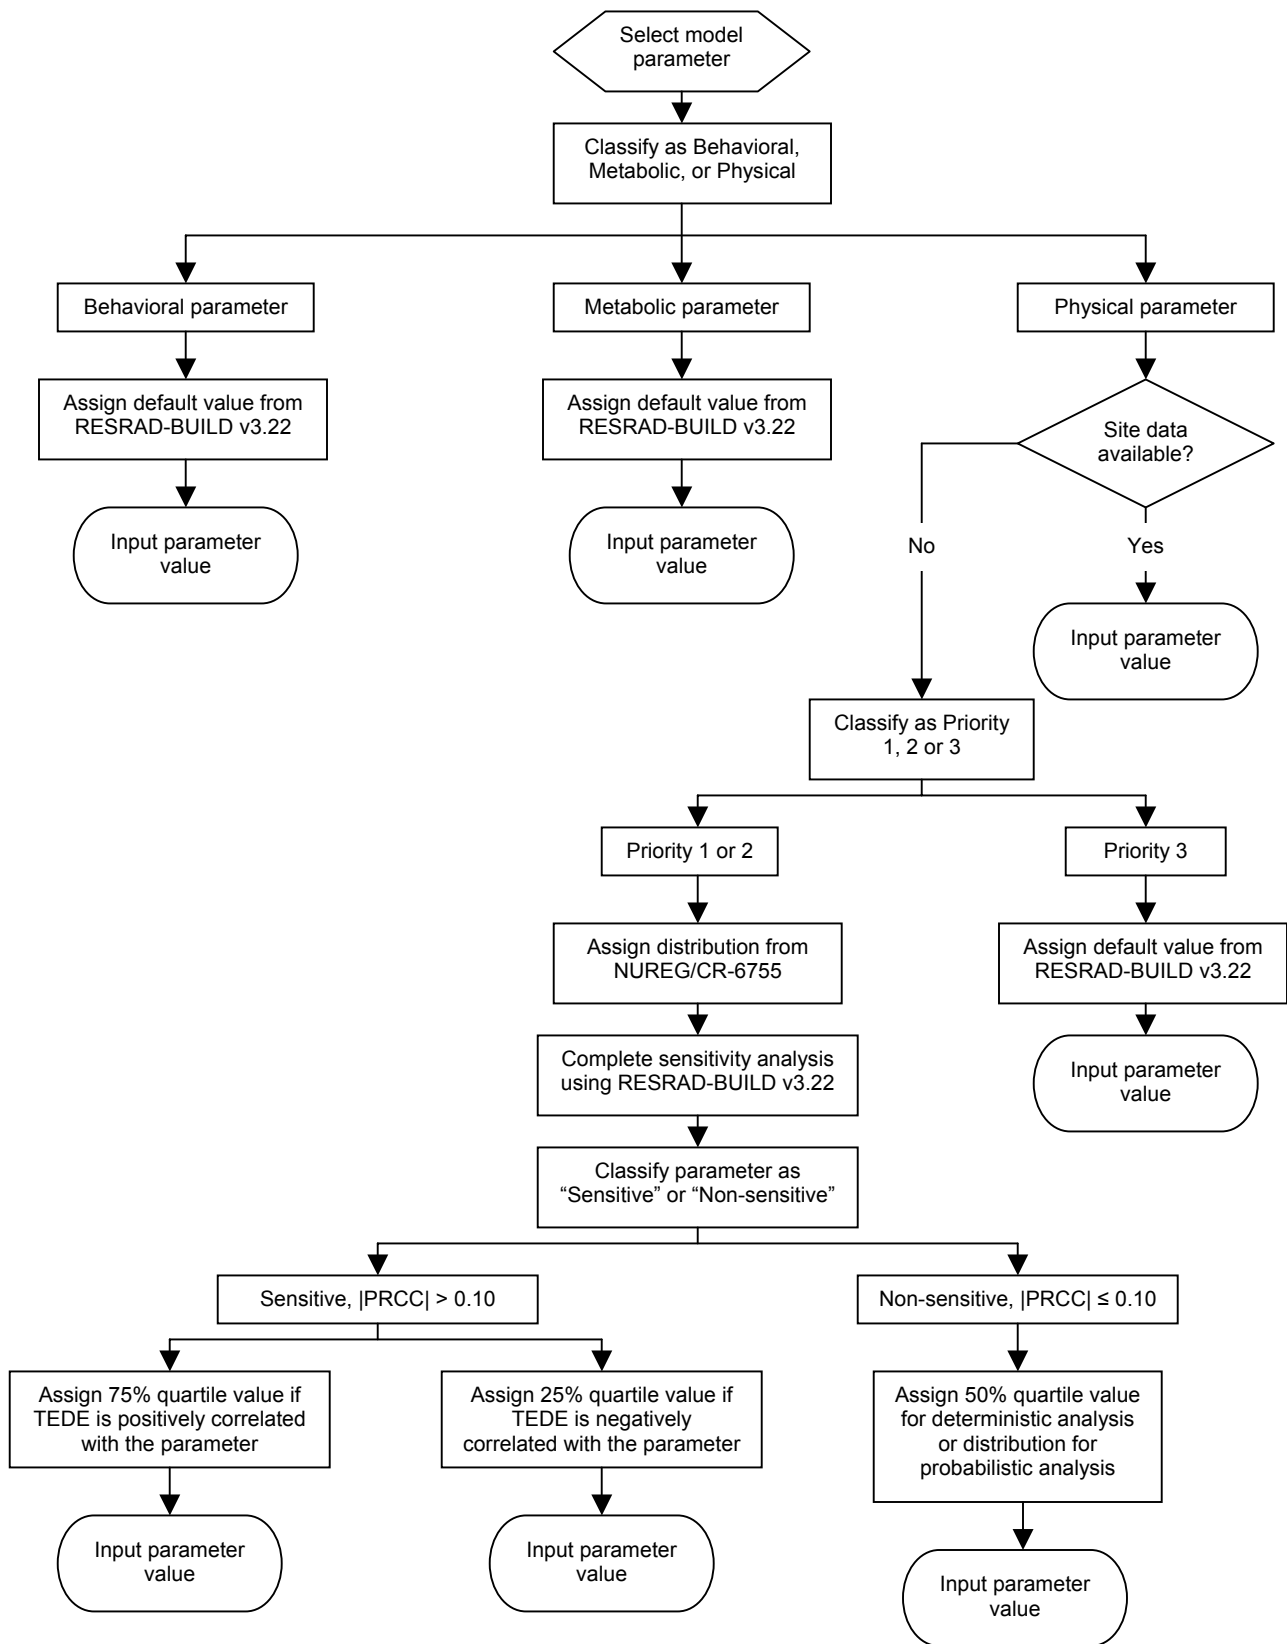 Select model
parameter
Classify as Behavioral,
Metabolic, or Physical
Behavioral parameter
Metabolic parameter
Physical parameter
Assign default value from
RESRAD-BUILD v3.22
Assign default value from
RESRAD-BUILD v3.22
Site data
available?
Input parameter
value
Input parameter
value
No
Yes
Input parameter
value
Classify as Priority
1, 2 or 3
Priority 1 or 2
Priority 3
Assign distribution from
NUREG/CR-6755
Assign default value from
RESRAD-BUILD v3.22
Complete sensitivity analysis
using RESRAD-BUILD v3.22
Input parameter
value
Classify parameter as
“Sensitive” or “Non-sensitive”
Sensitive, |PRCC| > 0.10
Non-sensitive, |PRCC| ≤ 0.10
Assign 75% quartile value if
TEDE is positively correlated
with the parameter
Assign 25% quartile value if
TEDE is negatively
correlated with the parameter
Assign 50% quartile value
for deterministic analysis
or distribution for
probabilistic analysis
Input parameter
value
Input parameter
value
Input parameter
value